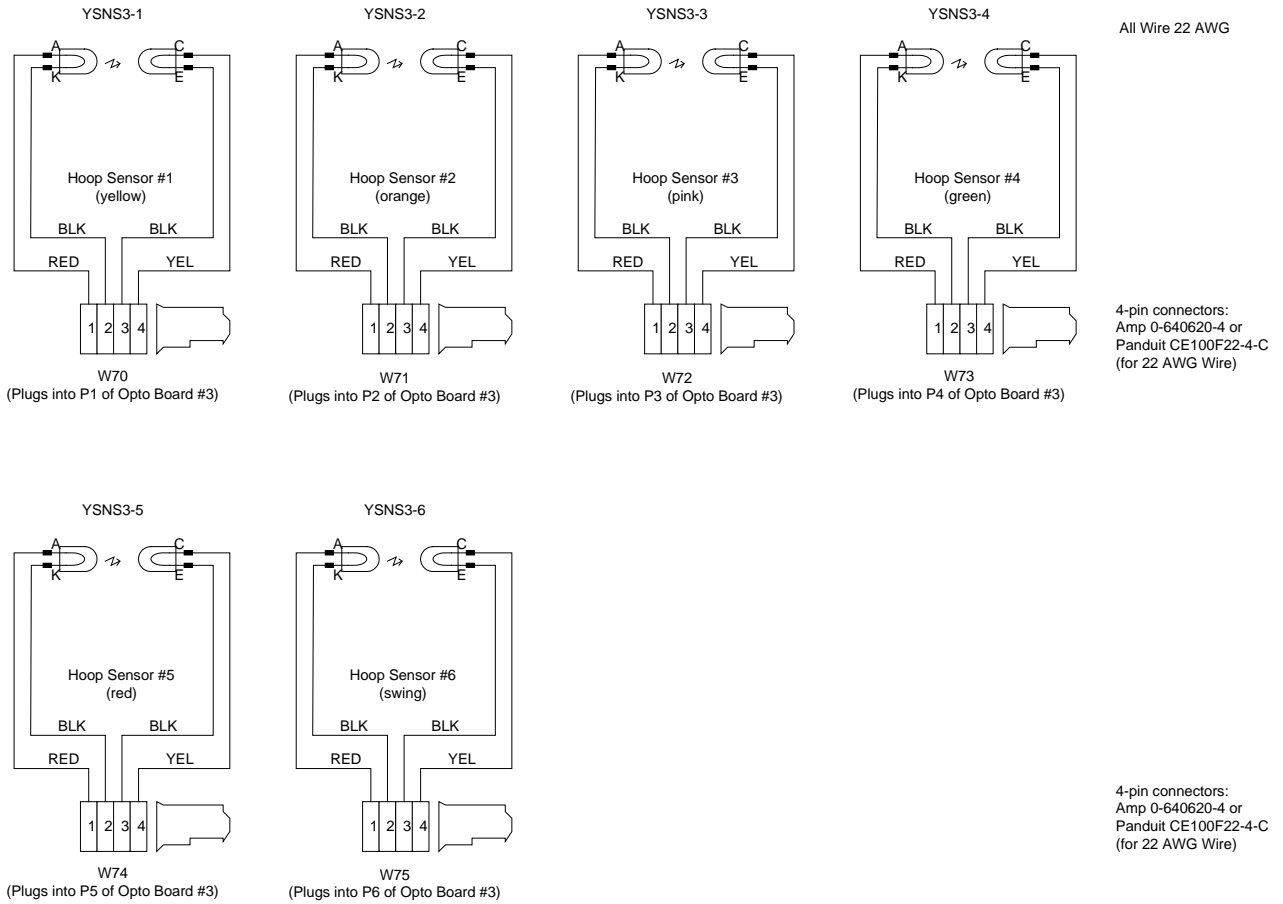 YSNS3-1
A
C
K
E
Hoop Sensor #1
(yellow)
BLK
BLK
RED
YEL
1 2 3 4
W70
(Plugs into P1 of Opto Board #3)
YSNS3-2
A
C
K
E
Hoop Sensor #2
(orange)
BLK
BLK
RED
YEL
1 2 3 4
W71
(Plugs into P2 of Opto Board #3)
YSNS3-3
A
C
K
E
Hoop Sensor #3
(pink)
BLK
BLK
RED
YEL
1 2 3 4
W72
(Plugs into P3 of Opto Board #3)
YSNS3-4
A
C
K
E
Hoop Sensor #4
(green)
BLK
BLK
RED
YEL
1 2 3 4
W73
(Plugs into P4 of Opto Board #3)
All Wire 22 AWG
4-pin connectors:
Amp 0-640620-4 or
Panduit CE100F22-4-C
(for 22 AWG Wire)
YSNS3-5
A
C
K
E
Hoop Sensor #5
(red)
BLK
BLK
RED
YEL
1 2 3 4
W74
(Plugs into P5 of Opto Board #3)
YSNS3-6
A
C
K
E
Hoop Sensor #6
(swing)
BLK
BLK
RED
YEL
1 2 3 4
W75
(Plugs into P6 of Opto Board #3)
4-pin connectors:
Amp 0-640620-4 or
Panduit CE100F22-4-C
(for 22 AWG Wire)